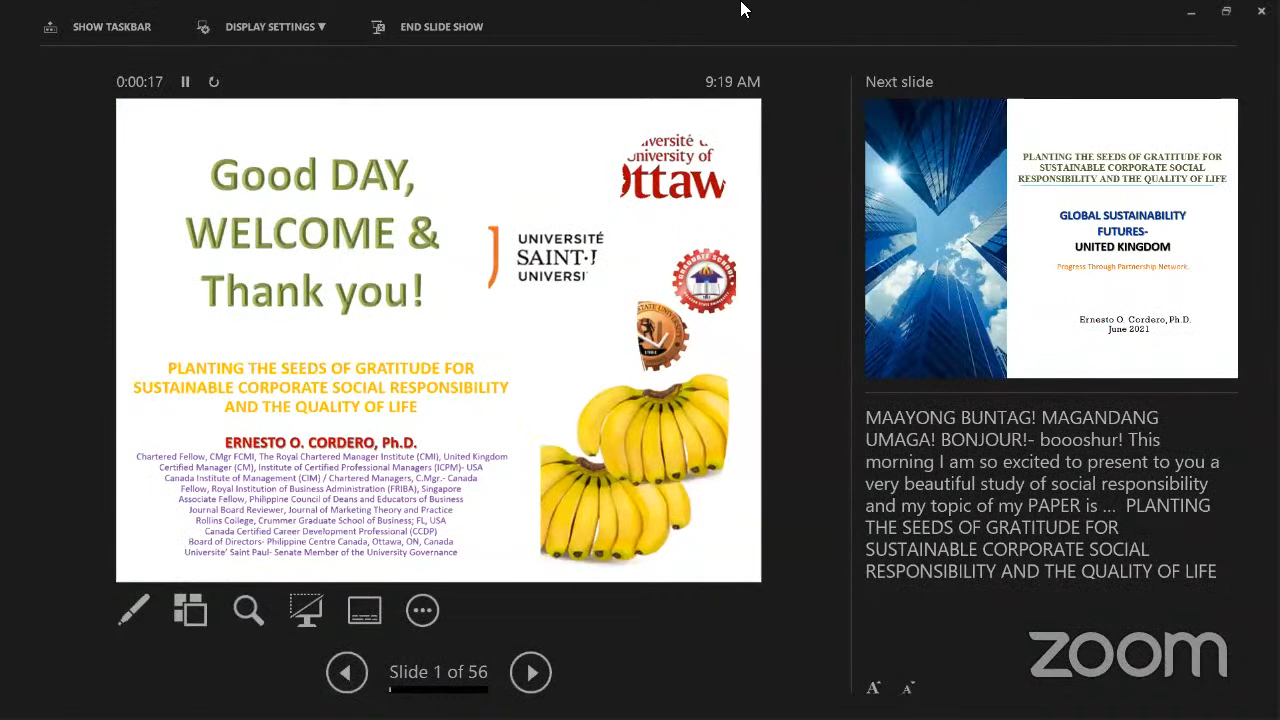 SHOW TASKBAR
DISPLAY SETTINGS ▼
END SLIDE SHOW
0:00:17
9:19 AM
Next slide
Good DAY,
WELCOME &
Thank you!
University of
UNIVERSITÉ
SAINT-
PLANTING THE SEEDS OF GRATITUDE FOR
SUSTAINABLE CORPORATE SOCIAL RESPONSIBILITY
AND THE QUALITY OF LIFE
ERNESTO O. CORDERO, Ph.D.
Chartered Fellow, CMgr FCMI, The Royal Chartered Manager Institute (CMI), United Kingdom
Certified Manager (CM), Institute of Certified Professional Managers (ICPM)- USA
Canada Institute of Management (CIM) / Chartered Managers, C.Mgr.- Canada
Fellow, Royal Institution of Business Administration (FRIBA), Singapore
Associate Fellow, Philippine Council of Deans and Educators of Business
Journal Board Reviewer, Journal of Marketing Theory and Practice
Rollins College, Crummer Graduate School of Business; FL, USA
Canada Certified Career Development Professional (CCDP)
Board of Directors- Philippine Centre Canada, Ottawa, ON, Canada
Universite' Saint Paul- Senate Member of the University Governance
Slide 1 of 56
PLANTING THE SEEDS OF GRATITUDE FOR
SUSTAINABLE CORPORATE SOCIAL
RESPONSIBILITY AND THE QUALITY OF LIFE
GLOBAL SUSTAINABILITY
FUTURES-
UNITED KINGDOM
Progress Through Partnership Network.
Ernesto O. Cordero, Ph.D.
June 2021
MAAYONG BUNTAG! MAGANDANG
UMAGA! BONJOUR!- boooshur! This
morning I am so excited to present to you a
very beautiful study of social responsibility
and my topic of my PAPER is ... PLANTING
THE SEEDS OF GRATITUDE FOR
SUSTAINABLE CORPORATE SOCIAL
RESPONSIBILITY AND THE QUALITY OF LIFE
A A
zoom